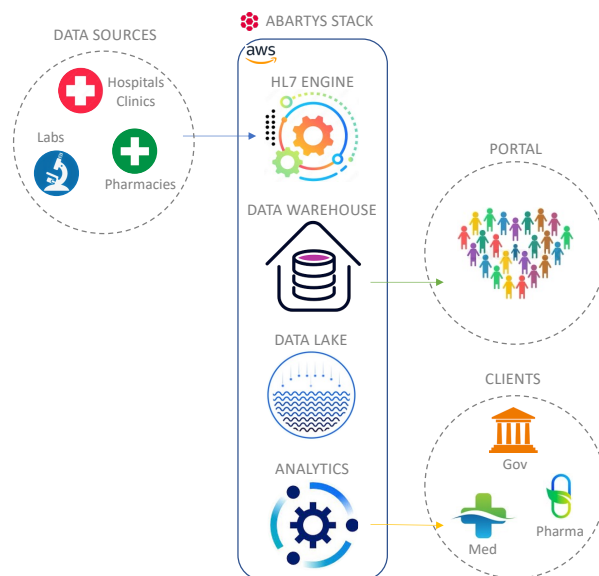 ABARTYS STACK
DATA SOURCES
aws
Hospitals
Clinics
Labs
Pharmacies
HL7 ENGINE
DATA WAREHOUSE
DATA LAKE
ANALYTICS
PORTAL
CLIENTS
Gov
Med
Pharma